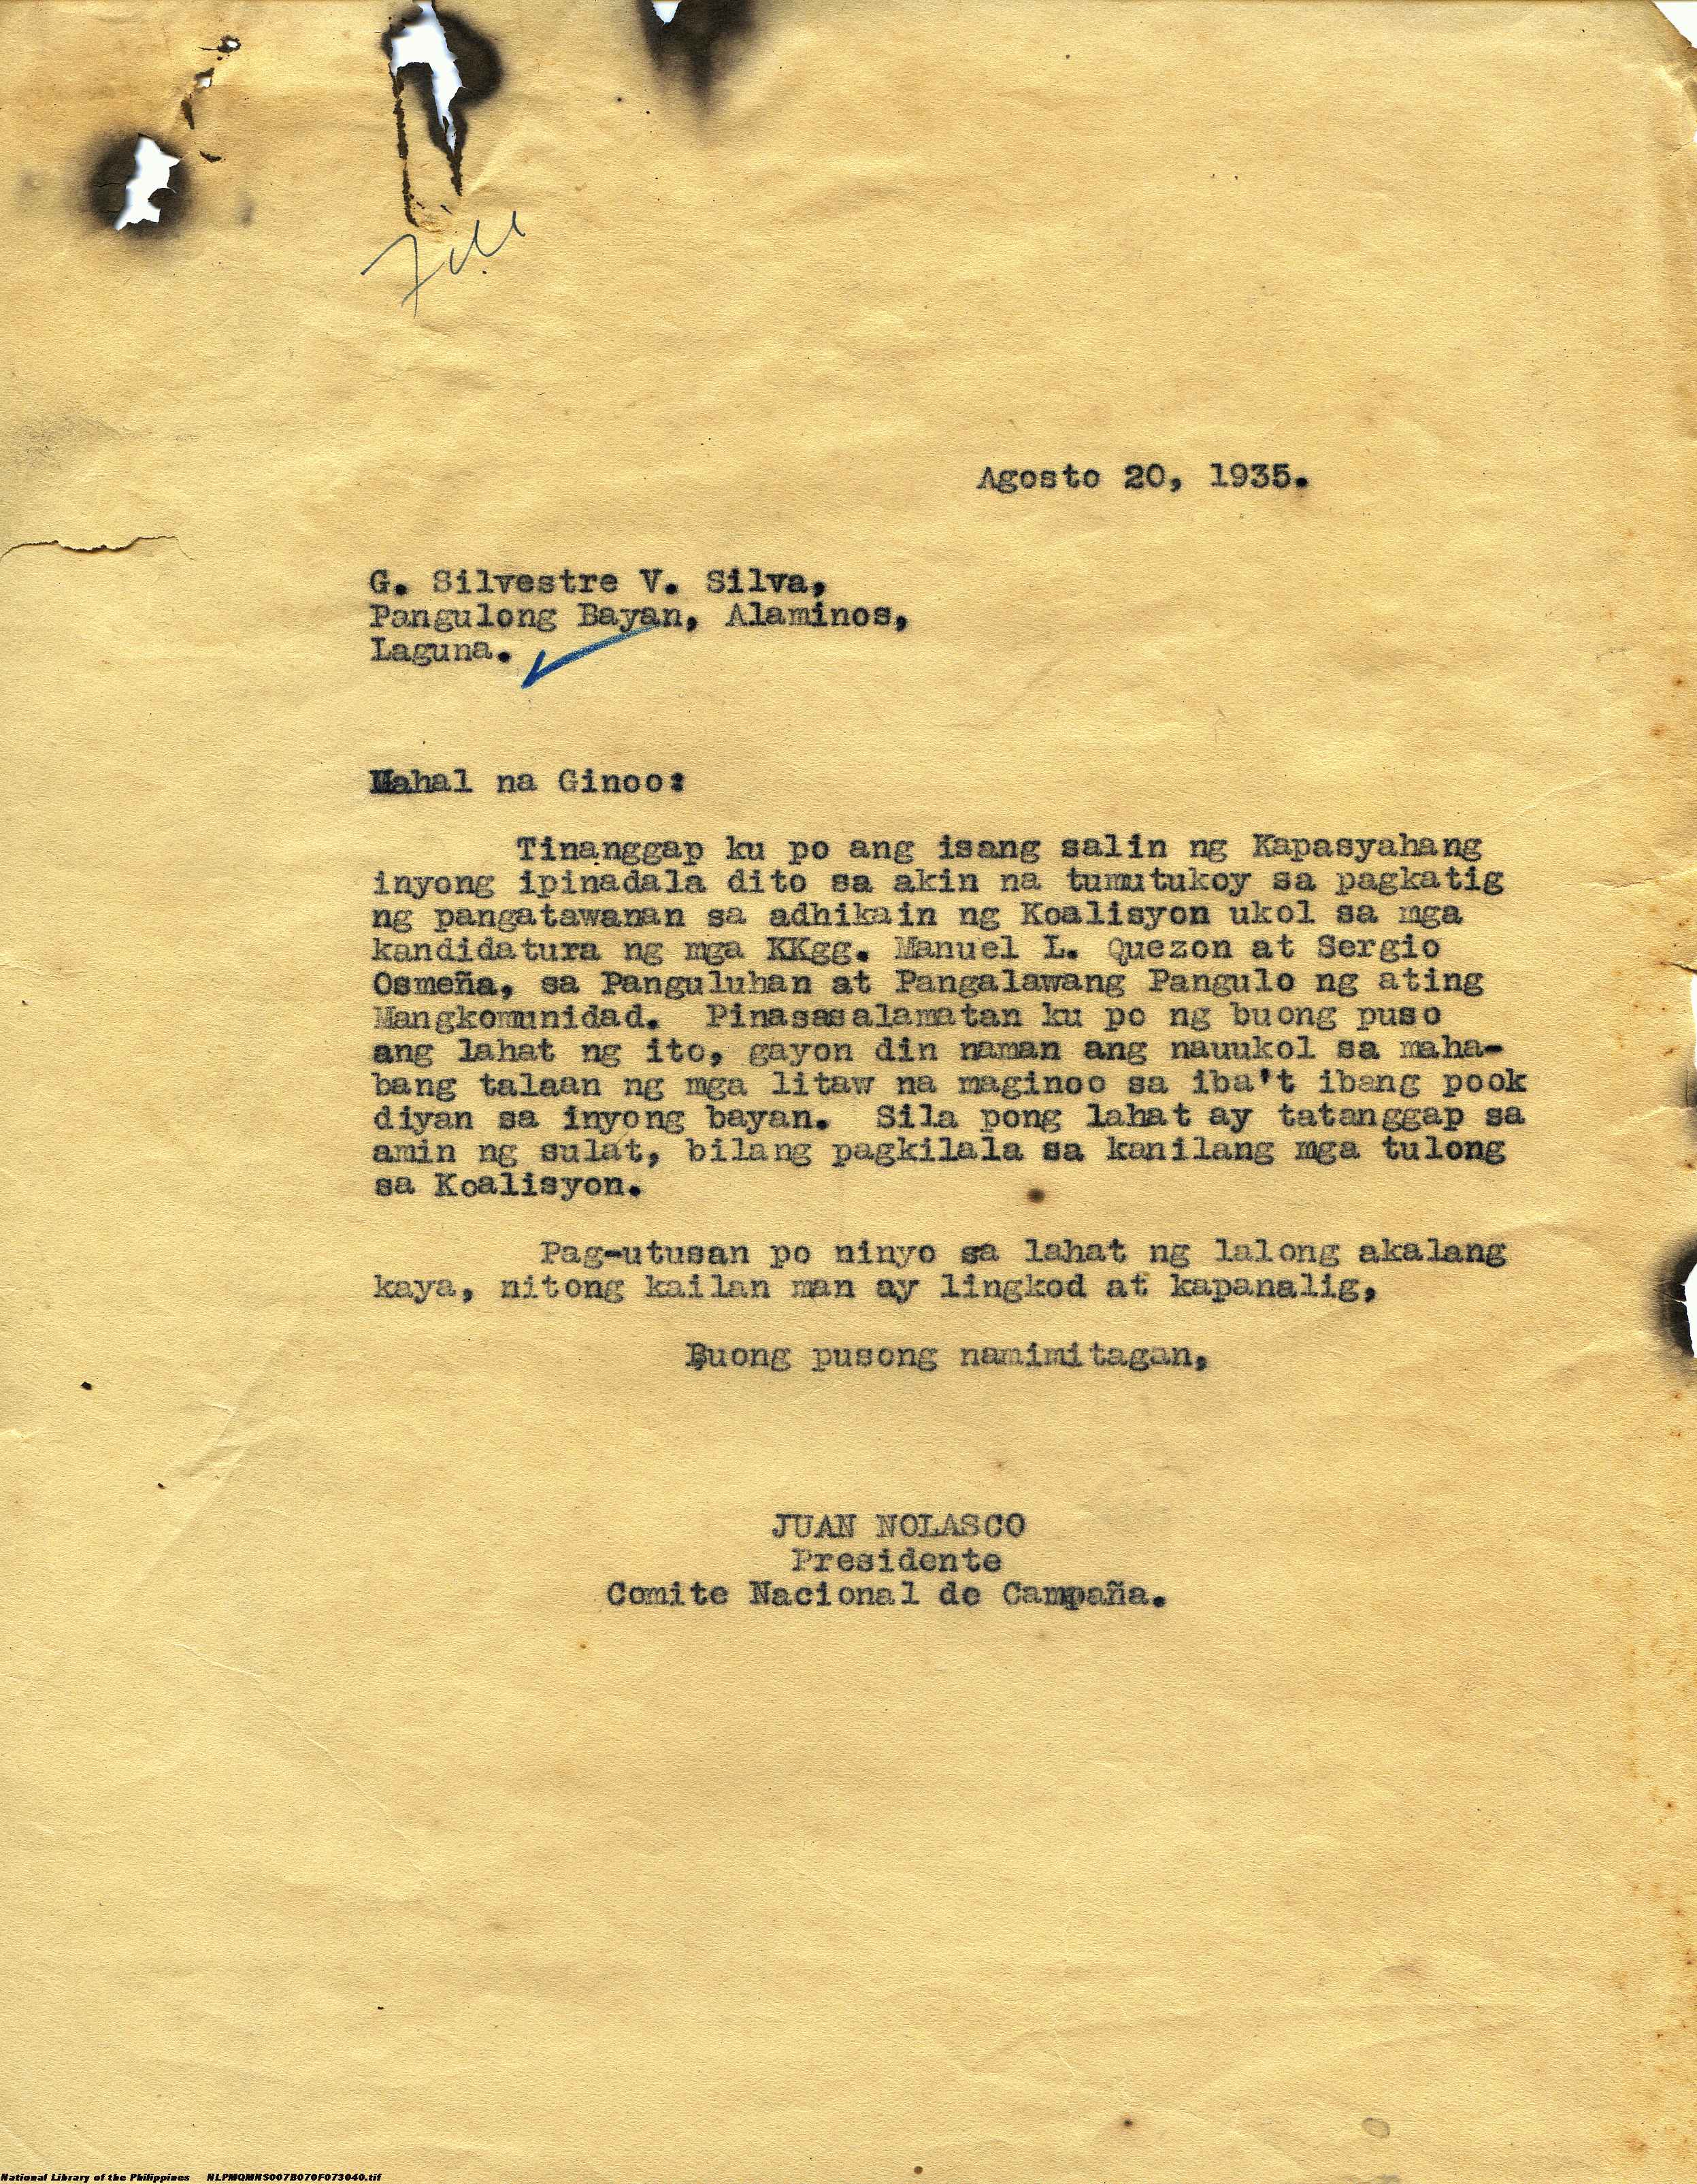 File
Agosto 20, 1935.
G. Silvestre V. Silva,
Pangulong Bayan, Alaminos,
Laguna.
Mahal na Ginoo:
Tinanggap ku po ang isang salin ng Kapasyahang
inyong ipinadala dito sa akin na tumutukoy sa pagkatig
ng pangatawanan sa adhikain ng Koalisyon ukol sa mga
kandidatura ng mga KKgg. Manuel L. Quezon at Sergio
Osmeña, sa Panguluhan at Pangalawang Pangulo ng ating
Mangkomunidad. Pinasasalamatan ku po ng buong puso
ang lahat ng ito, gayon din naman ang nauukol sa maha-
bang talaan ng mga litaw na maginoo sa iba't ibang pook
diyan sa inyong bayan. Sila pong lahat ay tatanggap sa
amin ng sulat, bilang pagkilala sa kanilang mga tulong
sa Koalisyon.
Pag-utusan po ninyo sa lahat ng lalong akalang
kaya, nitong kailan man ay lingkod at kapanalig,
Buong pusong namimitagan,
JUAN NOLASCO
Presidente
Comite Nacional de Campaña.
National Library of the Philippines NLPMQMNS007B070F073040.tif